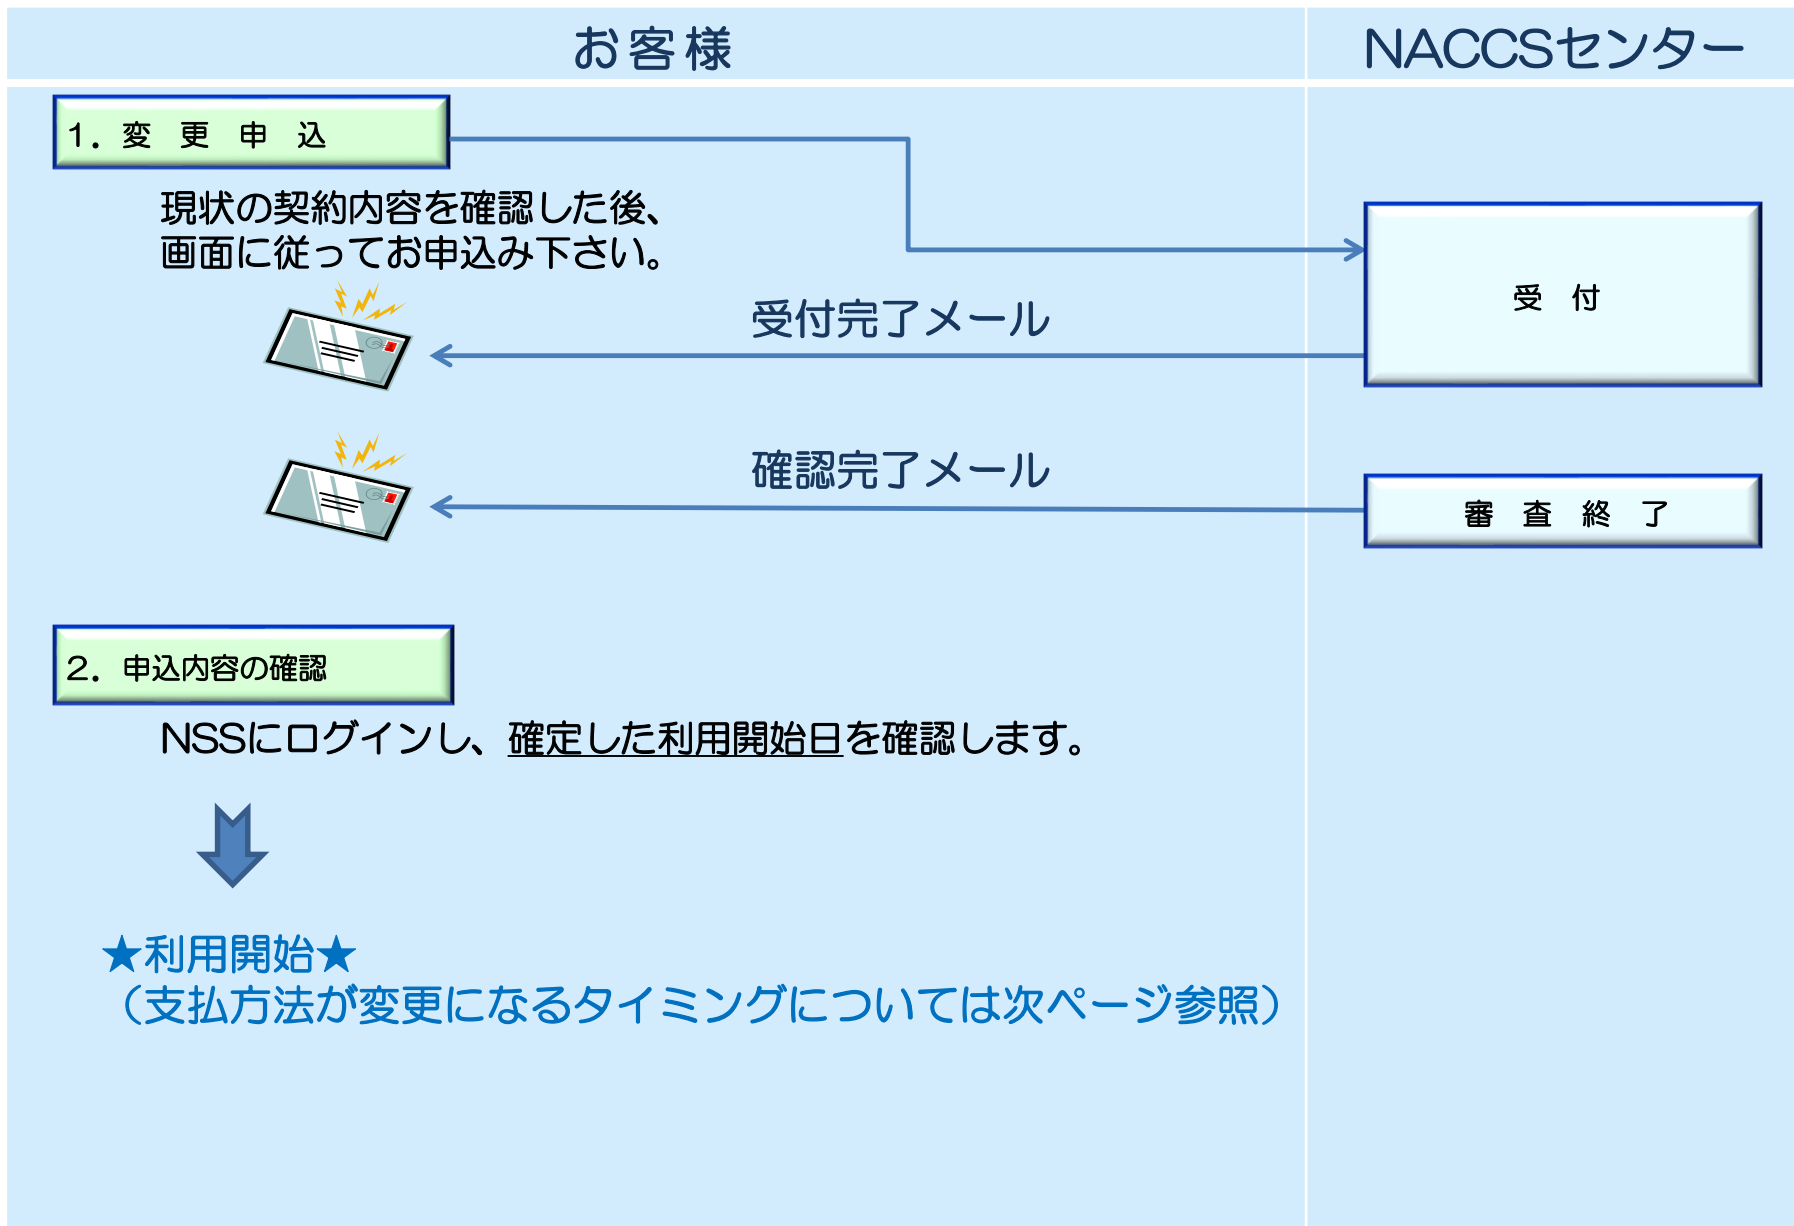 お客様
NACCSセンター
1．変　更　申　込
現状の契約内容を確認した後、
画面に従ってお申込み下さい。
受　付
受付完了メール
確認完了メール
審　査　終　了
2．申込内容の確認
NSSにログインし、確定した利用開始日を確認します。
★利用開始★
（支払方法が変更になるタイミングについては次ページ参照）